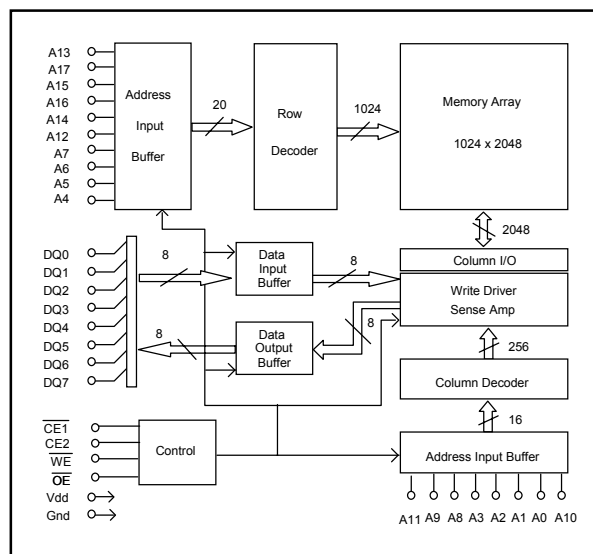 A13
A17
A15
A16
A14
A12
A7
A6
A5
A4
Address
Input
Buffer
20
Row
Decoder
1024
Memory Array
1024 x 2048
2048
DQ0
DQ1
DQ2
DQ3
DQ4
DQ5
DQ6
DQ7
8
Data
Input
Buffer
8
Column I/O
Write Driver
Sense Amp
8
Data
Output
Buffer
8
256
Column Decoder
16
CE1
CE2
WE
OE
Vdd
Gnd
Control
Address Input Buffer
A11 A9 A8 A3 A2 A1 A0 A10